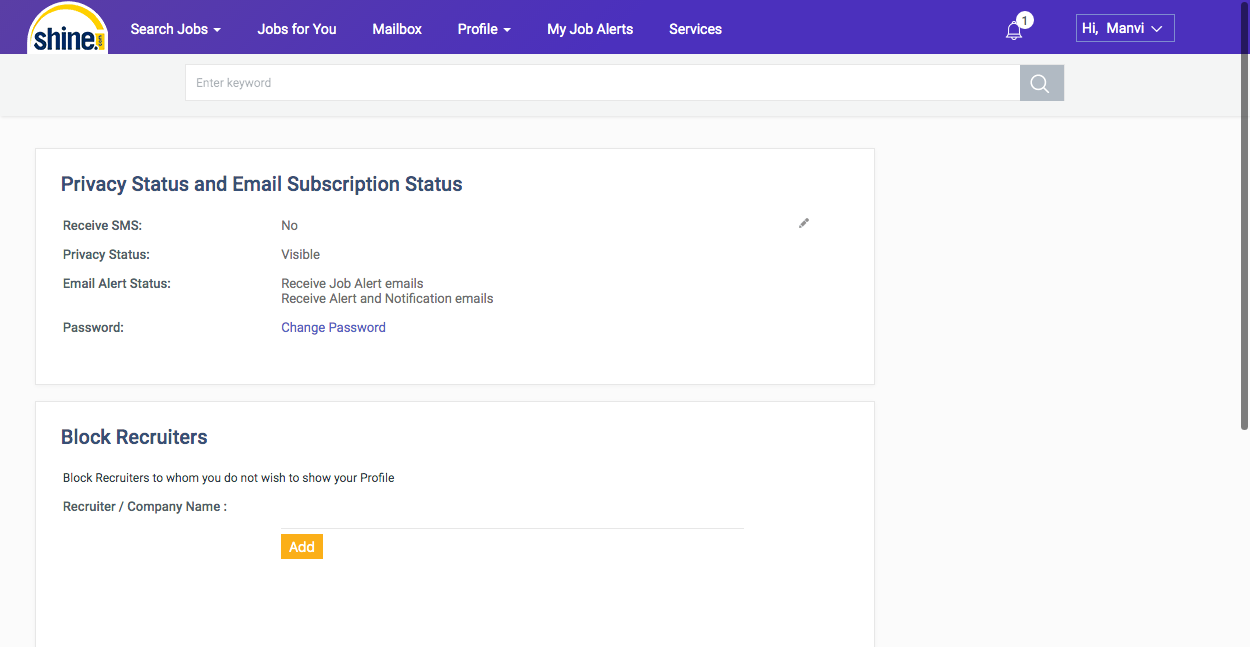 shine.com
Search Jobs
Jobs for You
Mailbox
Profile
My Job Alerts
Services
1
Hi, Manvi
Enter keyword
Privacy Status and Email Subscription Status
Receive SMS: No
Privacy Status: Visible
Email Alert Status: Receive Job Alert emails
Receive Alert and Notification emails
Password: Change Password
Block Recruiters
Block Recruiters to whom you do not wish to show your Profile
Recruiter / Company Name :
Add